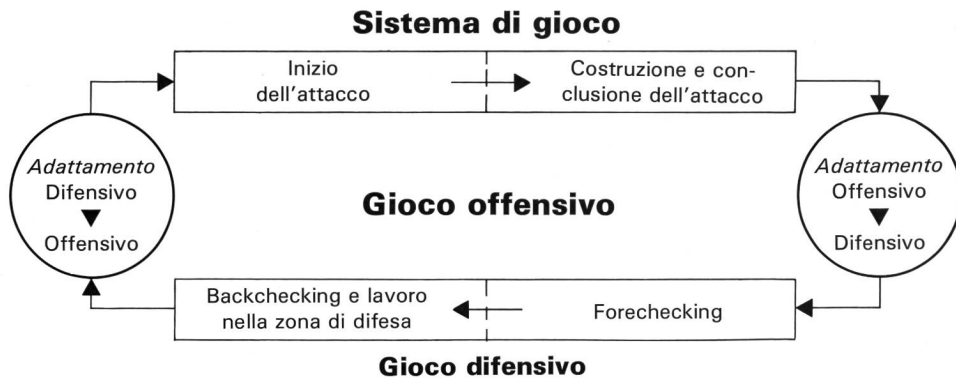 Sistema di gioco
Inizio
dell'attacco
Costruzione e con-
clusione dell'attacco
Adattamento
Difensivo
Offensivo
Gioco offensivo
Adattamento
Offensivo
Difensivo
Backchecking e lavoro
nella zona di difesa
Forechecking
Gioco difensivo